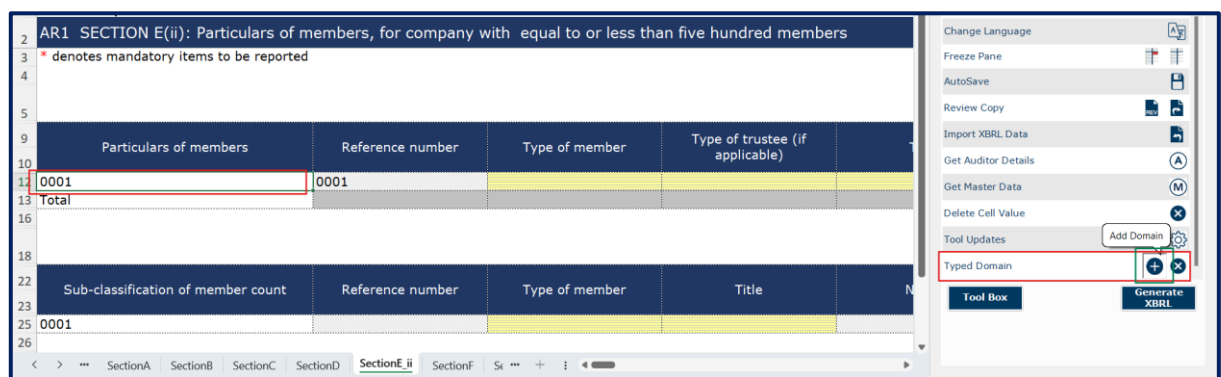 2 AR1 SECTION E(ii): Particulars of members, for company with equal to or less than five hundred members
3 * denotes mandatory items to be reported
4
5
9
10
Particulars of members
Reference number
Type of member
Type of trustee (if
applicable)
12 0001 0001
13 Total
16
18
22
23
Sub-classification of member count
Reference number
Type of member
Title
N
25 0001
26
SectionA SectionB SectionC SectionD SectionE_ii SectionF
Change Language
Freeze Pane
AutoSave
Review Copy
Import XBRL Data
Get Auditor Details A
Get Master Data M
Delete Cell Value
Tool Updates
Add Domain
Typed Domain
Tool Box
Generate
XBRL